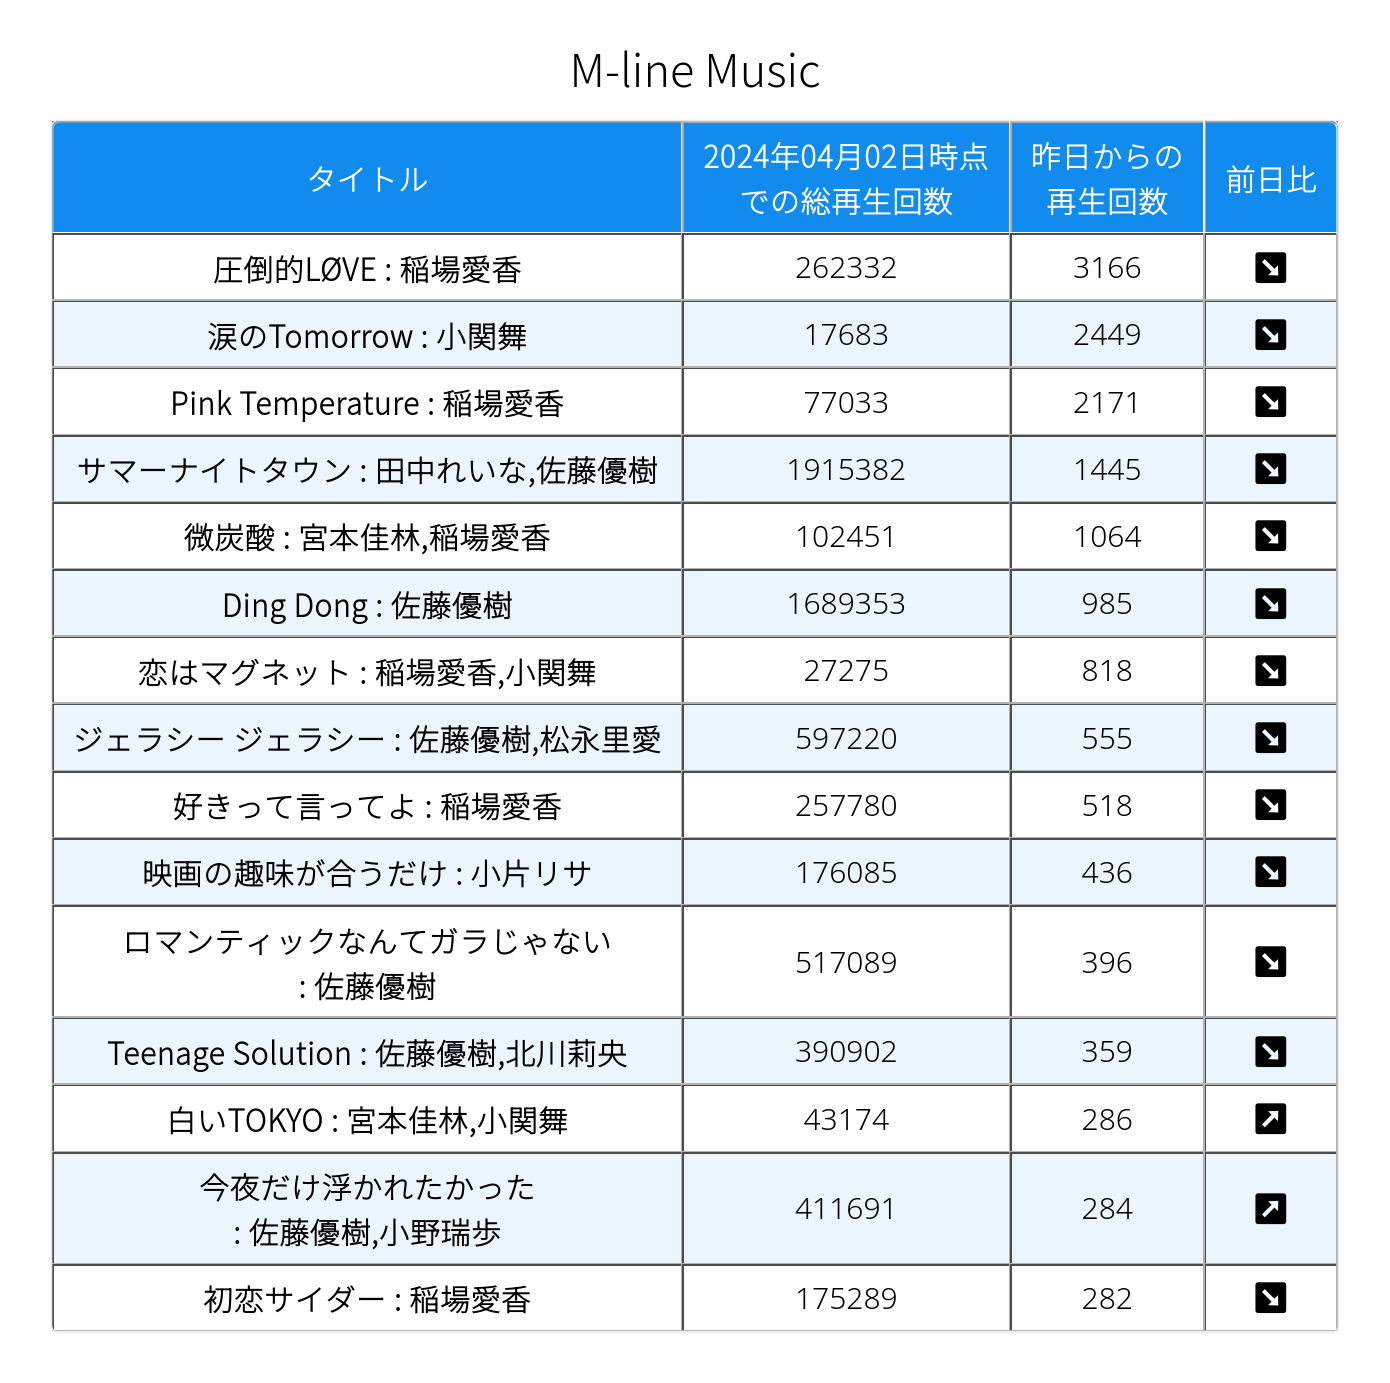 M-line Music
タイトル
2024年04月02日時点
での総再生回数
昨日からの
再生回数
前日比
圧倒的LØVE : 稲場愛香 262332 3166
涙のTomorrow : 小関舞 17683 2449
Pink Temperature : 稲場愛香 77033 2171
サマーナイトタウン : 田中れいな,佐藤優樹 1915382 1445
微炭酸 : 宮本佳林,稲場愛香 102451 1064
Ding Dong : 佐藤優樹 1689353 985
恋はマグネット : 稲場愛香,小関舞 27275 818
ジェラシー ジェラシー : 佐藤優樹,松永里愛 597220 555
好きって言ってよ : 稲場愛香 257780 518
映画の趣味が合うだけ : 小片リサ 176085 436
ロマンティックなんてガラじゃない
: 佐藤優樹 517089 396
Teenage Solution : 佐藤優樹,北川莉央 390902 359
白いTOKYO : 宮本佳林,小関舞 43174 286
今夜だけ浮かれたかった
: 佐藤優樹,小野瑞歩 411691 284
初恋サイダー : 稲場愛香 175289 282